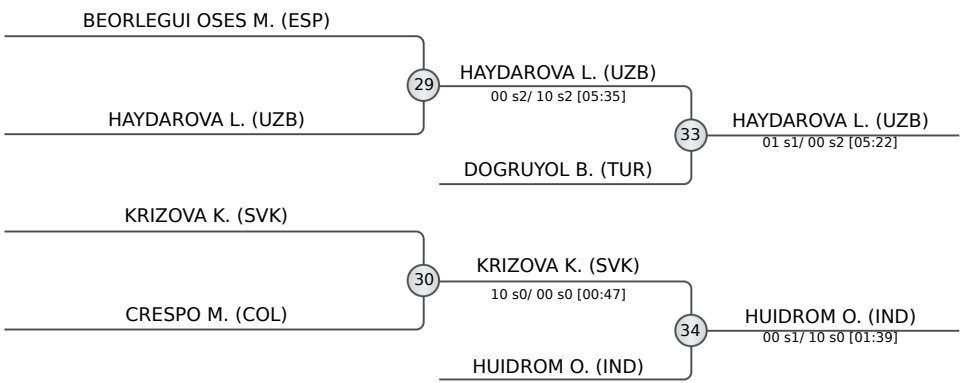 BEORLEGUI OSES M. (ESP)
29
HAYDAROVA L. (UZB)
HAYDAROVA L. (UZB)
00 s2/ 10 s2 [05:35]
33
HAYDAROVA L. (UZB)
01 s1/ 00 s2 [05:22]
DOGRUYOL B. (TUR)
KRIZOVA K. (SVK)
30
CRESPO M. (COL)
KRIZOVA K. (SVK)
10 s0/ 00 s0 [00:47]
34
HUIDROM O. (IND)
00 s1/ 10 s0 [01:39]
HUIDROM O. (IND)